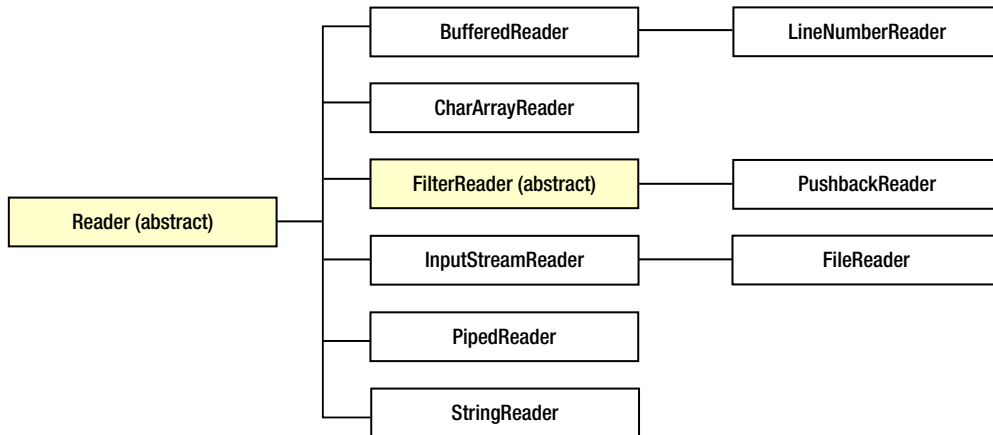 BufferedReader
LineNumberReader
CharArrayReader
FilterReader (abstract)
PushbackReader
Reader (abstract)
InputStreamReader
FileReader
PipedReader
StringReader